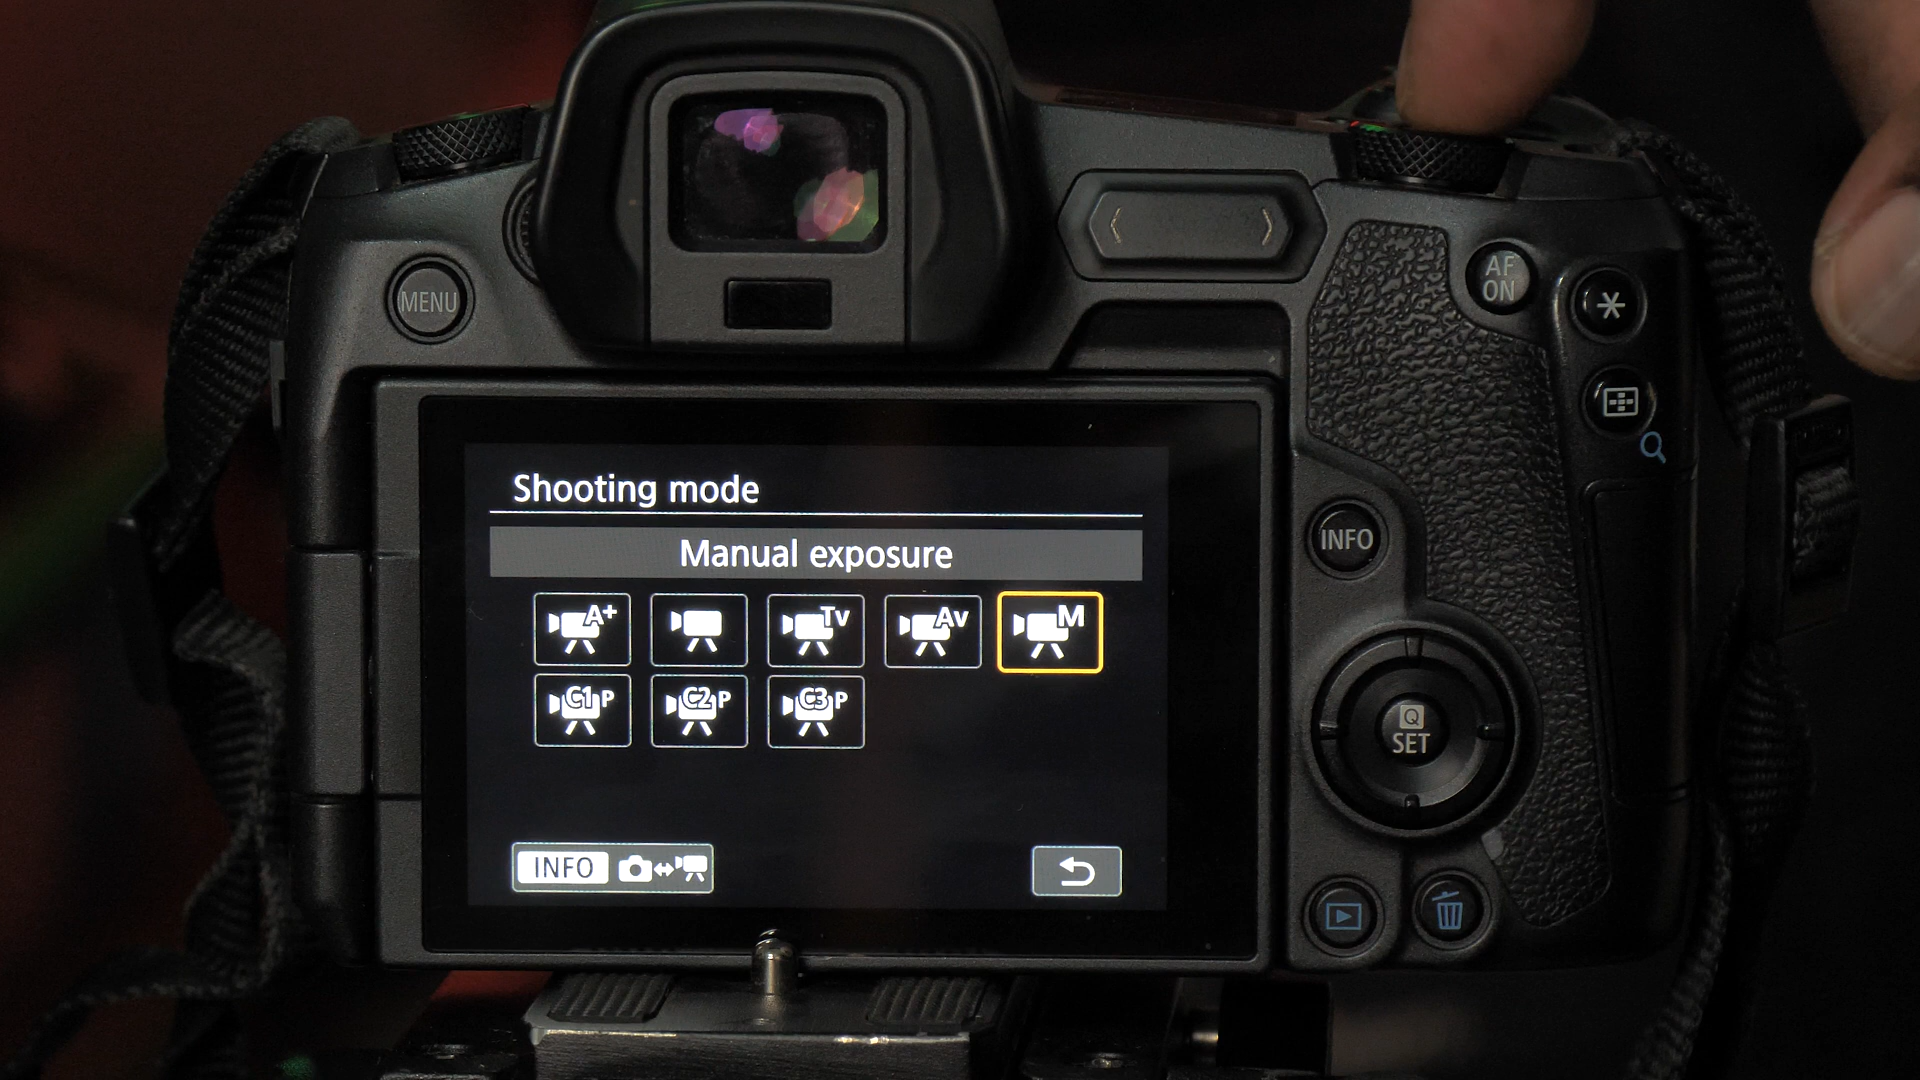 MENU
AF
ON
Shooting mode
Manual exposure
INFO
A+
Tv
Av
M
C1 P
C2 P
C3 P
Q
SET
INFO